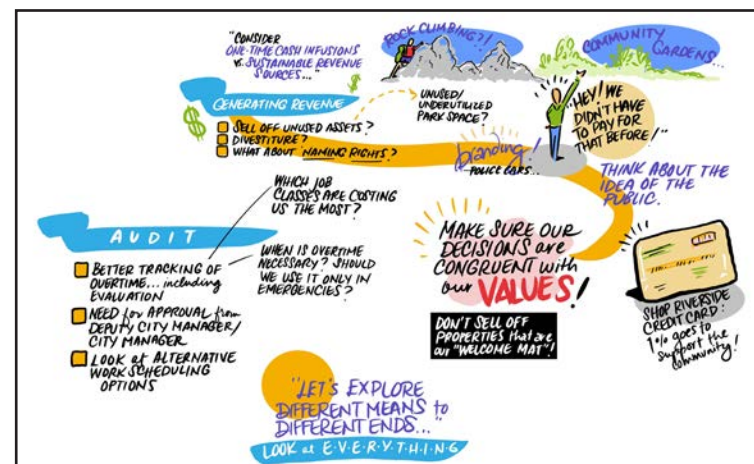 "CONSIDER
ONE-TIME CASH INFUSIONS
vs. SUSTAINABLE REVENUE
SOURCES..."
ROCK CLIMBING?!
COMMUNITY
GARDENS...
$
$
GENERATING REVENUE
SELL OFF UNUSED ASSETS?
DIVESTITURE?
WHAT ABOUT NAMING RIGHTS?
UNUSED/
UNDERUTILIZED
PARK SPACE?
branding!
...POLICE CARS...
"HEY! WE
DIDN'T HAVE
TO PAY FOR
THAT BEFORE!"
THINK ABOUT THE
IDEA OF THE
PUBLIC.
WHICH JOB
CLASSES ARE COSTING
US THE MOST?
AUDIT
BETTER TRACKING OF
OVERTIME... including
EVALUATION
NEED for APPROVAL from
DEPUTY CITY MANAGER/
CITY MANAGER
LOOK at ALTERNATIVE
WORK SCHEDULING
OPTIONS
WHEN IS OVERTIME
NECESSARY? SHOULD
WE USE IT ONLY IN
EMERGENCIES?
MAKE SURE OUR
DECISIONS are
CONGRUENT with
our VALUES!
DON'T SELL OFF
PROPERTIES that are
our "WELCOME MAT"!
SHOP RIVERSIDE
CREDIT CARD:
1% goes to
support the
community!
"LET'S EXPLORE
DIFFERENT MEANS to
DIFFERENT ENDS..."
LOOK at E·V·E·R·Y·T·H·I·N·G